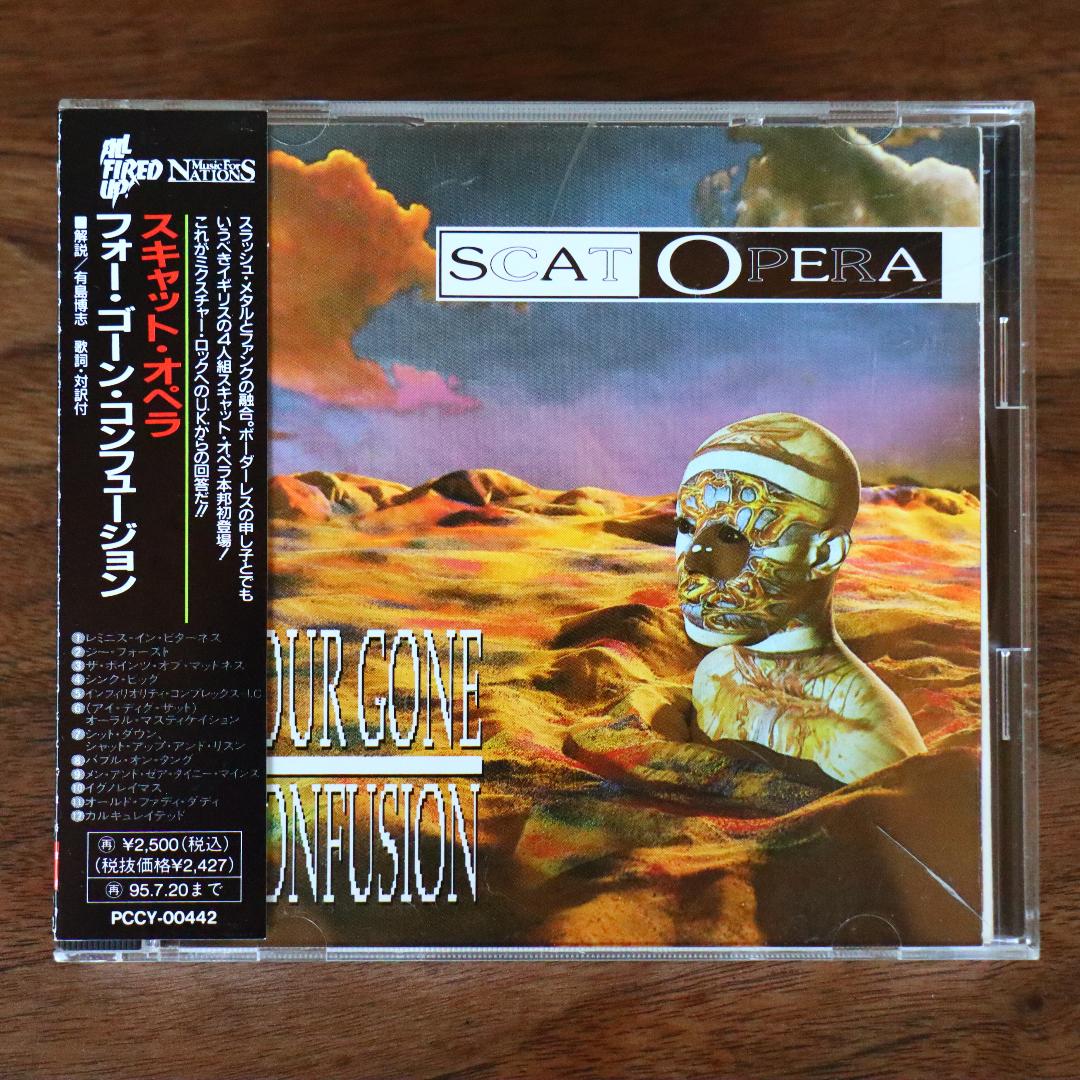 ALL
FIRED
UP!
Music For
NATIONS
スキャット・オペラ
フォー・ゴーン・コンフュージョン
■解説／有島博志 歌詞・対訳付
スラッシュ・メタルとファンクの融合。ボーダーレスの申し子とでも
いうべきイギリスの4人組スキャット・オペラ本邦初登場！
これがミクスチャー・ロックへのU.K.からの回答だ!!
①レミニス・イン・ビターネス
②ジー・フォースト
③ザ・ポインツ・オブ・マッドネス
④シンク・ビック
⑤インフィリオリティ・コンプレックス-I.C
⑥(アイ・ディグ・ザット)
オーラル・マスティケイション
⑦シット・ダウン、
シャット・アップ・アンド・リスン
⑧バブル・オン・タング
⑨メン・アンド・ゼア・タイニー・マインズ
⑩イグノレイマス
⑪オールド・ファディ・ダディ
⑫カルキュレイテッド
再 ¥2,500(税込)
(税抜価格¥2,427)
再 95.7.20まで
PCCY-00442
SCAT OPERA
OUR GONE
ONFUSION